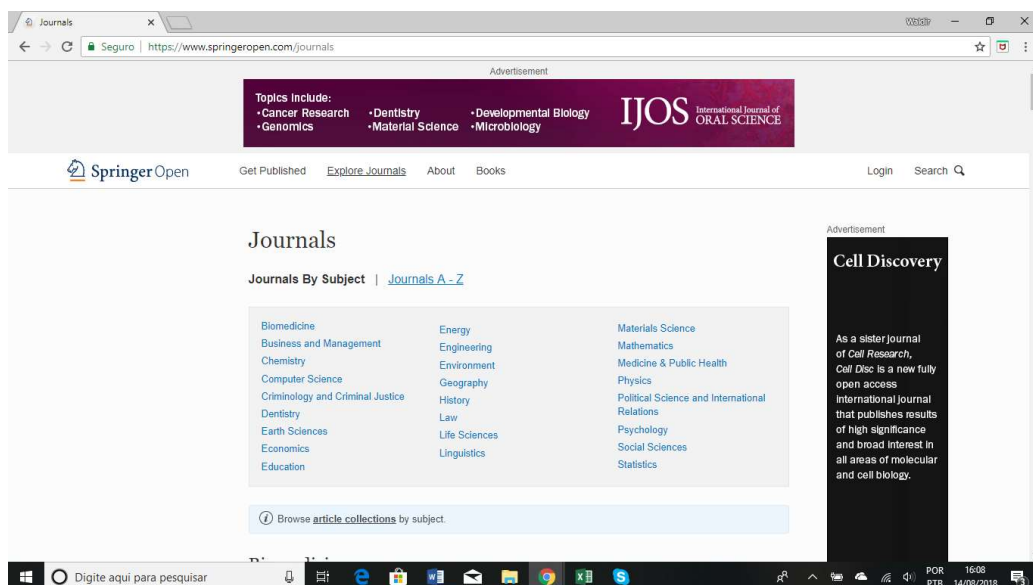 Journals
Waldir
Seguro | https://www.springeropen.com/journals
Advertisement
Topics Include:
•Cancer Research •Dentistry •Developmental Biology
•Genomics •Material Science •Microbiology
IJOS International Journal of
ORAL SCIENCE
Springer Open
Get Published Explore Journals About Books Login Search
Journals
Journals By Subject | Journals A - Z
Biomedicine
Business and Management
Chemistry
Computer Science
Criminology and Criminal Justice
Dentistry
Earth Sciences
Economics
Education
Energy
Engineering
Environment
Geography
History
Law
Life Sciences
Linguistics
Materials Science
Mathematics
Medicine & Public Health
Physics
Political Science and International
Relations
Psychology
Social Sciences
Statistics
Browse article collections by subject.
Advertisement
Cell Discovery
As a sister journal
of Cell Research,
Cell Disc is a new fully
open access
international journal
that publishes results
of high significance
and broad interest in
all areas of molecular
and cell biology.
Digite aqui para pesquisar
POR
PTB
16:08
14/08/2018